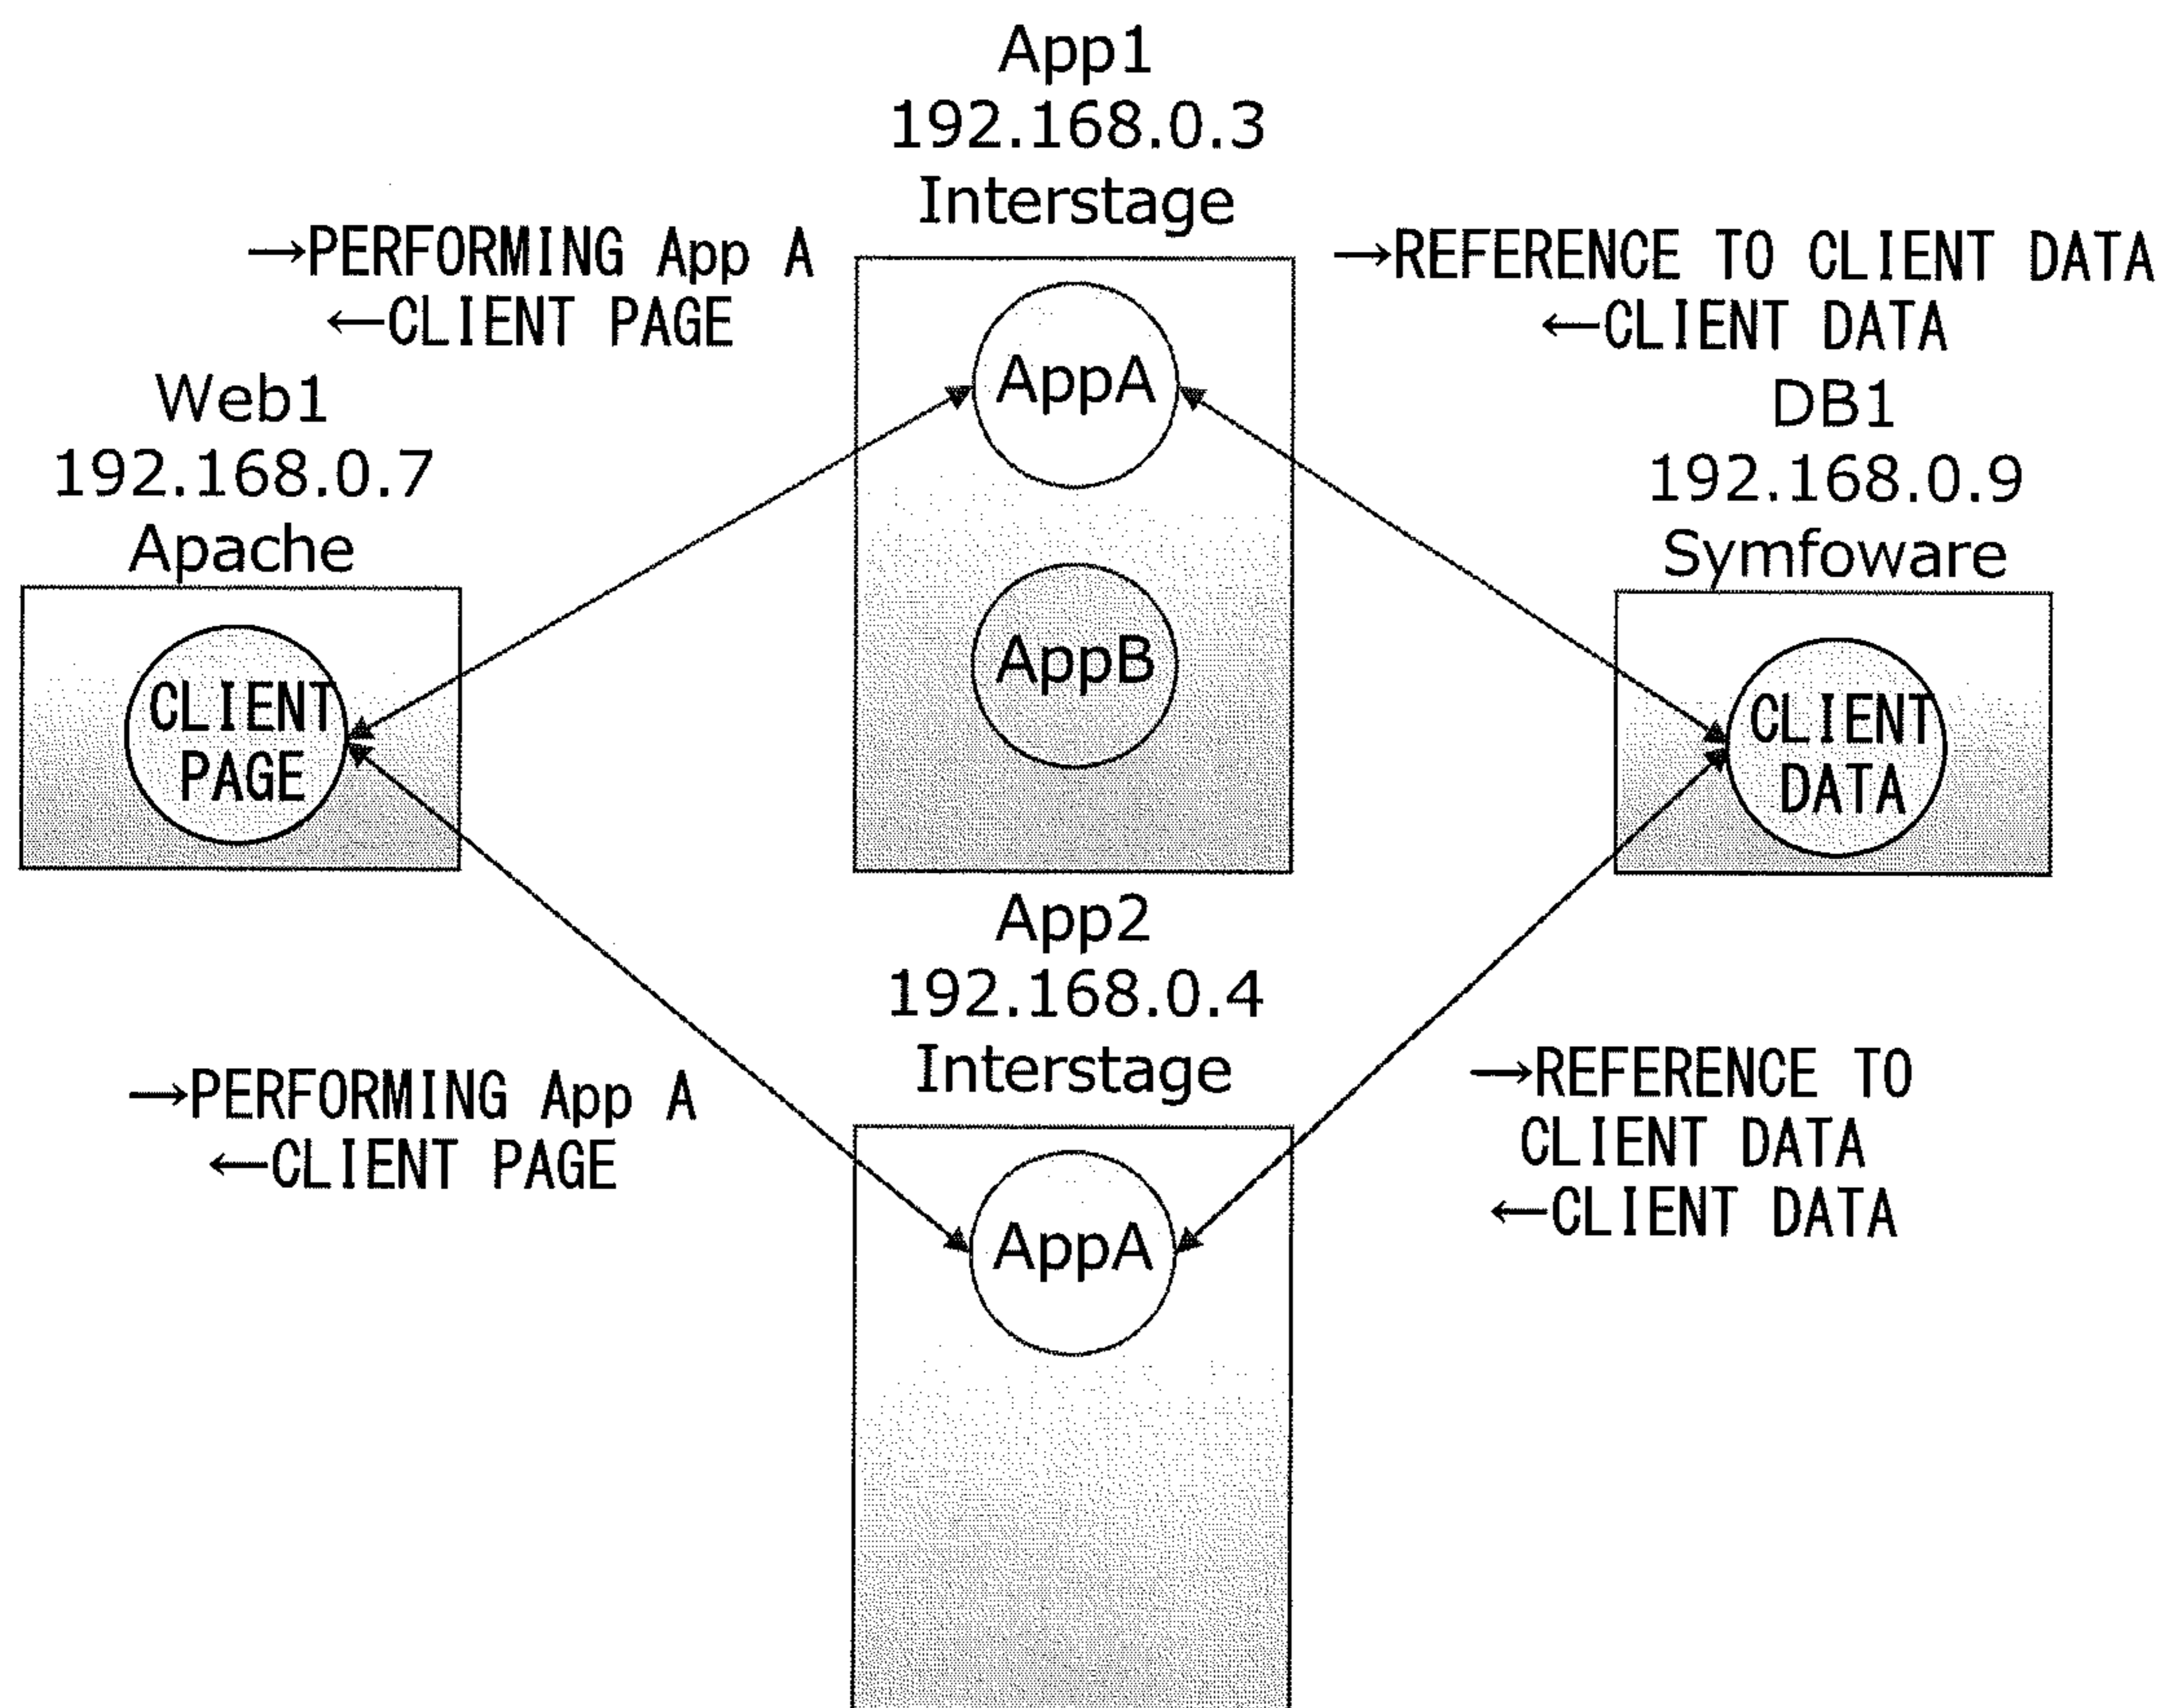 App1
192.168.0.3
Interstage
→PERFORMING App A
←CLIENT PAGE
→REFERENCE TO CLIENT DATA
←CLIENT DATA
Web1
192.168.0.7
Apache
DB1
192.168.0.9
Symfoware
AppA
AppB
CLIENT
PAGE
CLIENT
DATA
App2
192.168.0.4
Interstage
→PERFORMING App A
←CLIENT PAGE
→REFERENCE TO
CLIENT DATA
←CLIENT DATA
AppA